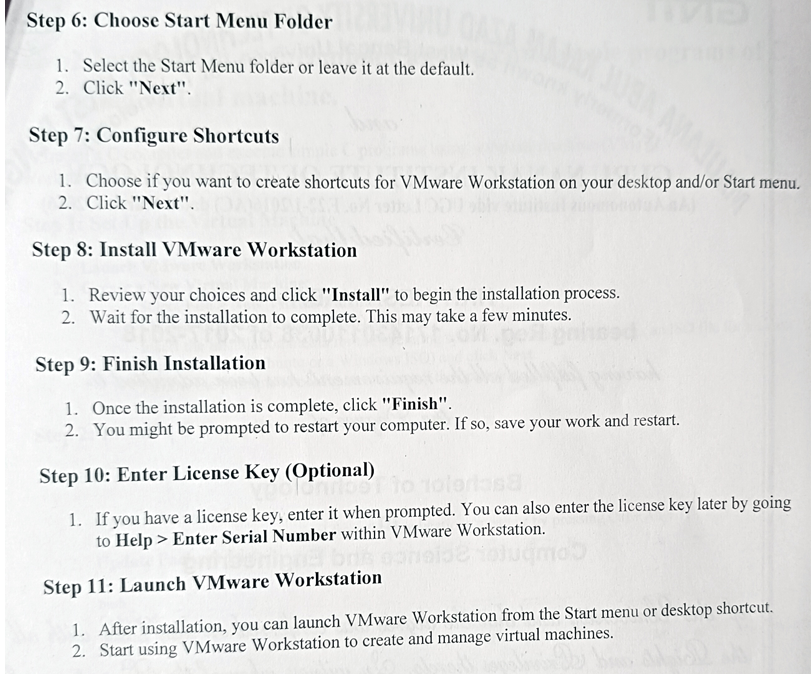 Step 6: Choose Start Menu Folder
1. Select the Start Menu folder or leave it at the default.
2. Click "Next".
Step 7: Configure Shortcuts
1. Choose if you want to create shortcuts for VMware Workstation on your desktop and/or Start menu.
2. Click "Next".
Step 8: Install VMware Workstation
1. Review your choices and click "Install" to begin the installation process.
2. Wait for the installation to complete. This may take a few minutes.
Step 9: Finish Installation
1. Once the installation is complete, click "Finish".
2. You might be prompted to restart your computer. If so, save your work and restart.
Step 10: Enter License Key (Optional)
1. If you have a license key, enter it when prompted. You can also enter the license key later by going
to Help > Enter Serial Number within VMware Workstation.
Step 11: Launch VMware Workstation
1. After installation, you can launch VMware Workstation from the Start menu or desktop shortcut.
2. Start using VMware Workstation to create and manage virtual machines.